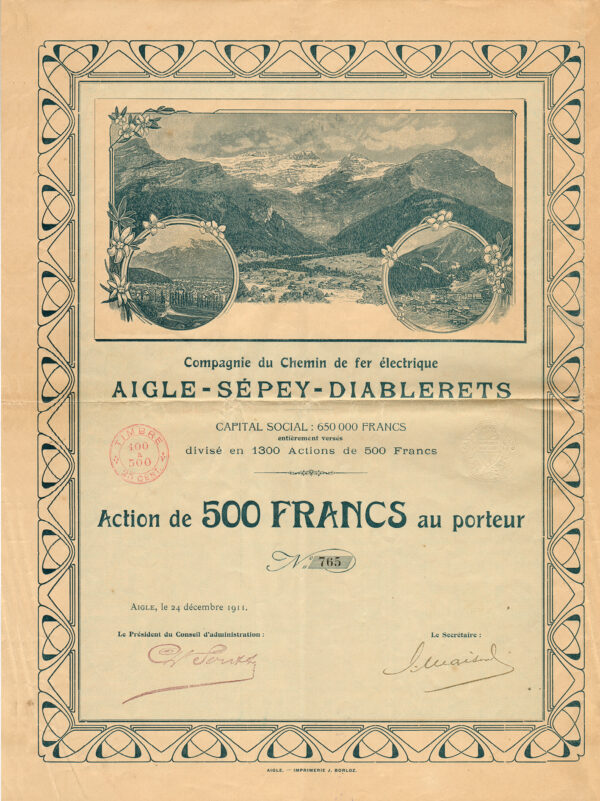 Compagnie du Chemin de fer électrique
AIGLE-SÉPEY-DIABLERETS
CAPITAL SOCIAL : 650 000 FRANCS
entièrement versés
divisé en 1300 Actions de 500 Francs
TIMBRE
400
à
500
CENT.
Action de 500 FRANCS au porteur
No. 765
AIGLE, le 24 décembre 1911.
Le Président du Conseil d'administration :
Le Secrétaire :
AIGLE. — IMPRIMERIE J. BORLOZ.